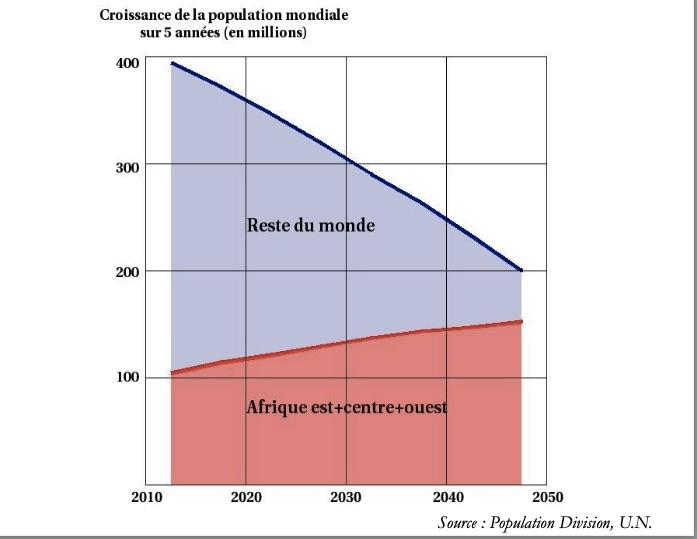 Croissance de la population mondiale
sur 5 années (en millions)
400
300
Reste du monde
200
100
Afrique est+centre+ouest
2010 2020 2030 2040 2050
Source : Population Division, U.N.